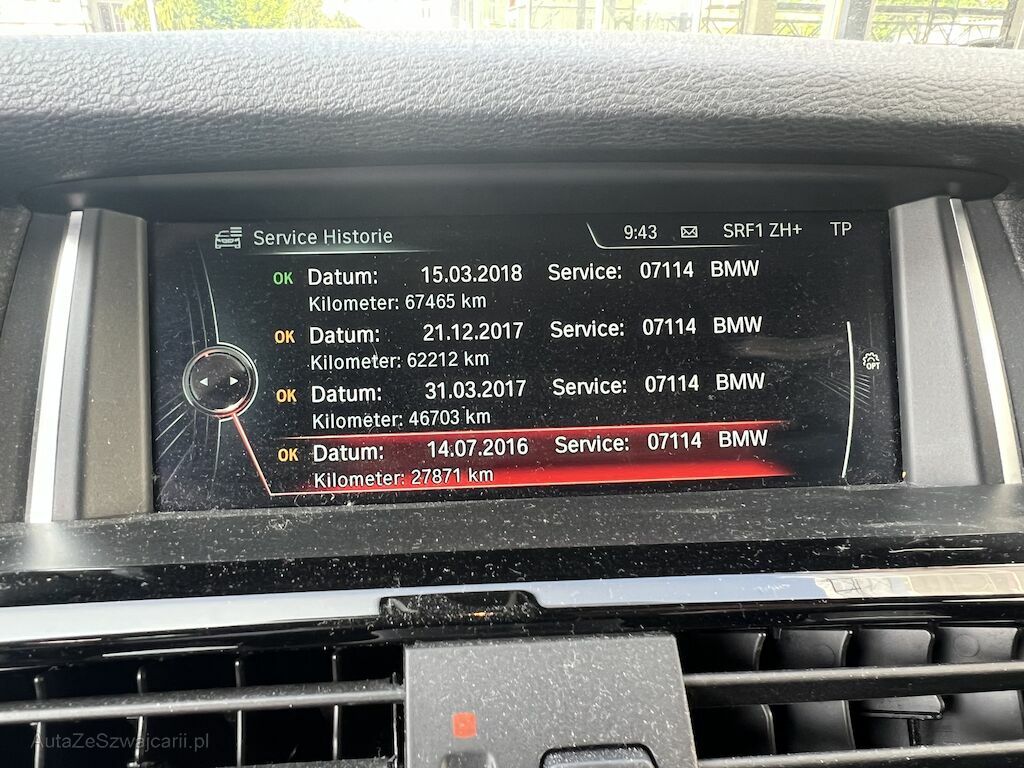 Service Historie
9:43 SRF1 ZH+ TP
OK Datum: 15.03.2018 Service: 07114 BMW
Kilometer: 67465 km
OK Datum: 21.12.2017 Service: 07114 BMW
Kilometer: 62212 km
OK Datum: 31.03.2017 Service: 07114 BMW
Kilometer: 46703 km
OK Datum: 14.07.2016 Service: 07114 BMW
Kilometer: 27871 km
OPT
AutaZeSzwajcarii.pl